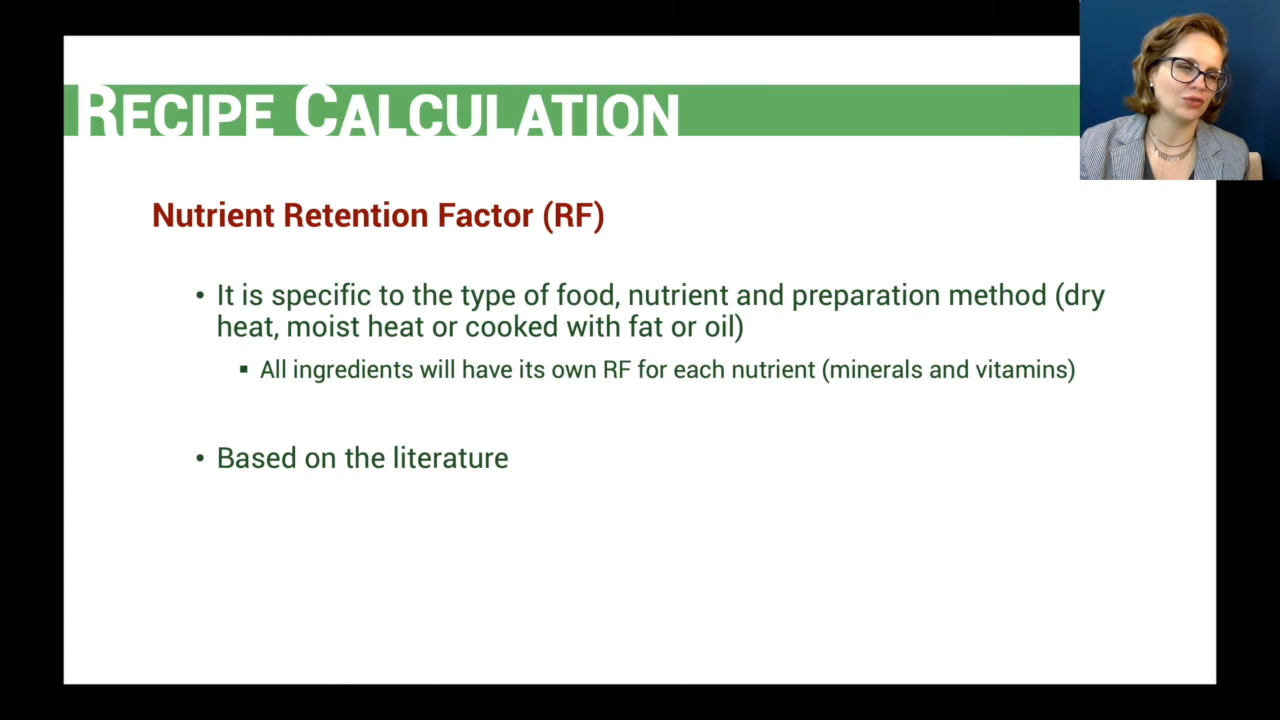 RECIPE CALCULATION
Nutrient Retention Factor (RF)
• It is specific to the type of food, nutrient and preparation method (dry
heat, moist heat or cooked with fat or oil)
▪ All ingredients will have its own RF for each nutrient (minerals and vitamins)
• Based on the literature